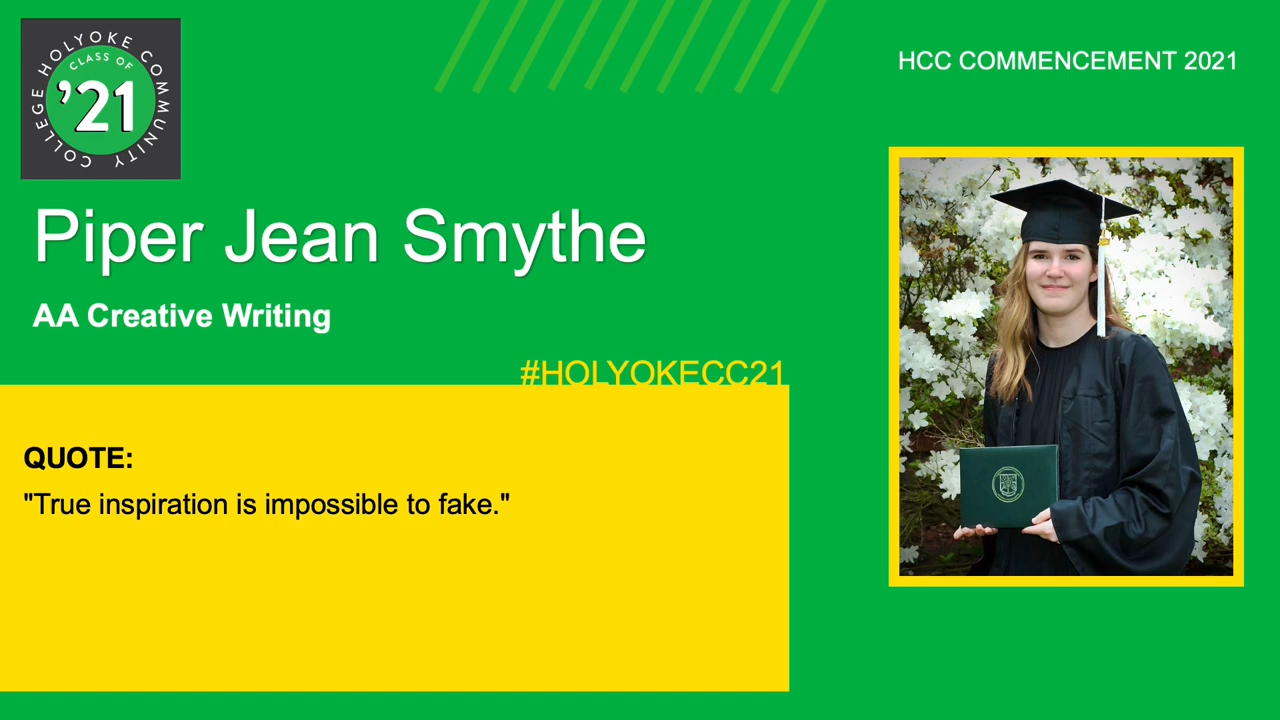 HOLYOKE COMMUNITY COLLEGE
CLASS OF
’21
HCC COMMENCEMENT 2021
Piper Jean Smythe
AA Creative Writing
#HOLYOKECC21
QUOTE:
"True inspiration is impossible to fake."